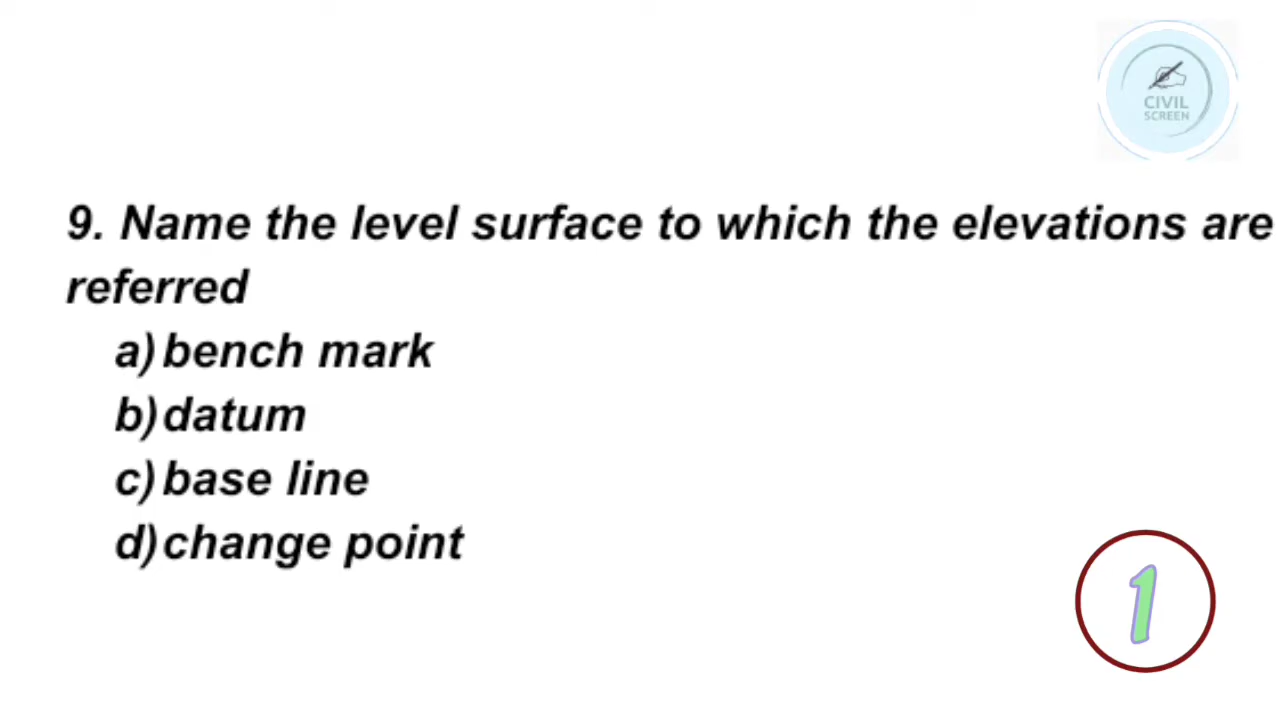 CIVIL
SCREEN
9. Name the level surface to which the elevations are
referred
a) bench mark
b) datum
c) base line
d) change point
1